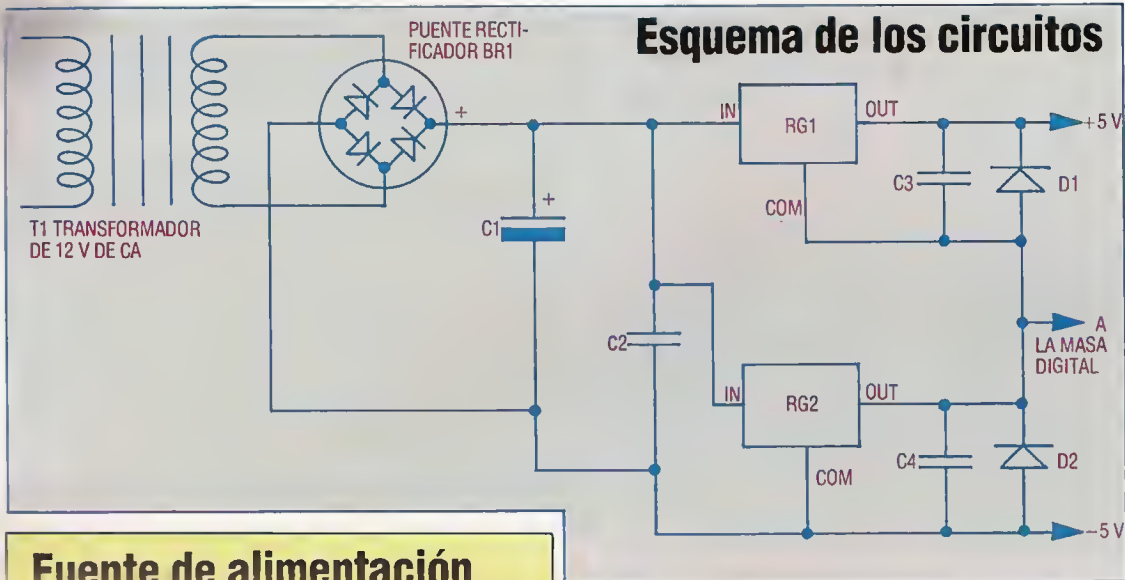 Esquema de los circuitos
PUENTE RECTI-
FICADOR BR1
+
T1 TRANSFORMADOR
DE 12 V DE CA
+
C1
C2
IN
RG1
OUT
COM
C3
D1
+5 V
A
LA MASA
DIGITAL
IN
RG2
OUT
COM
C4
D2
-5 V
Fuente de alimentación